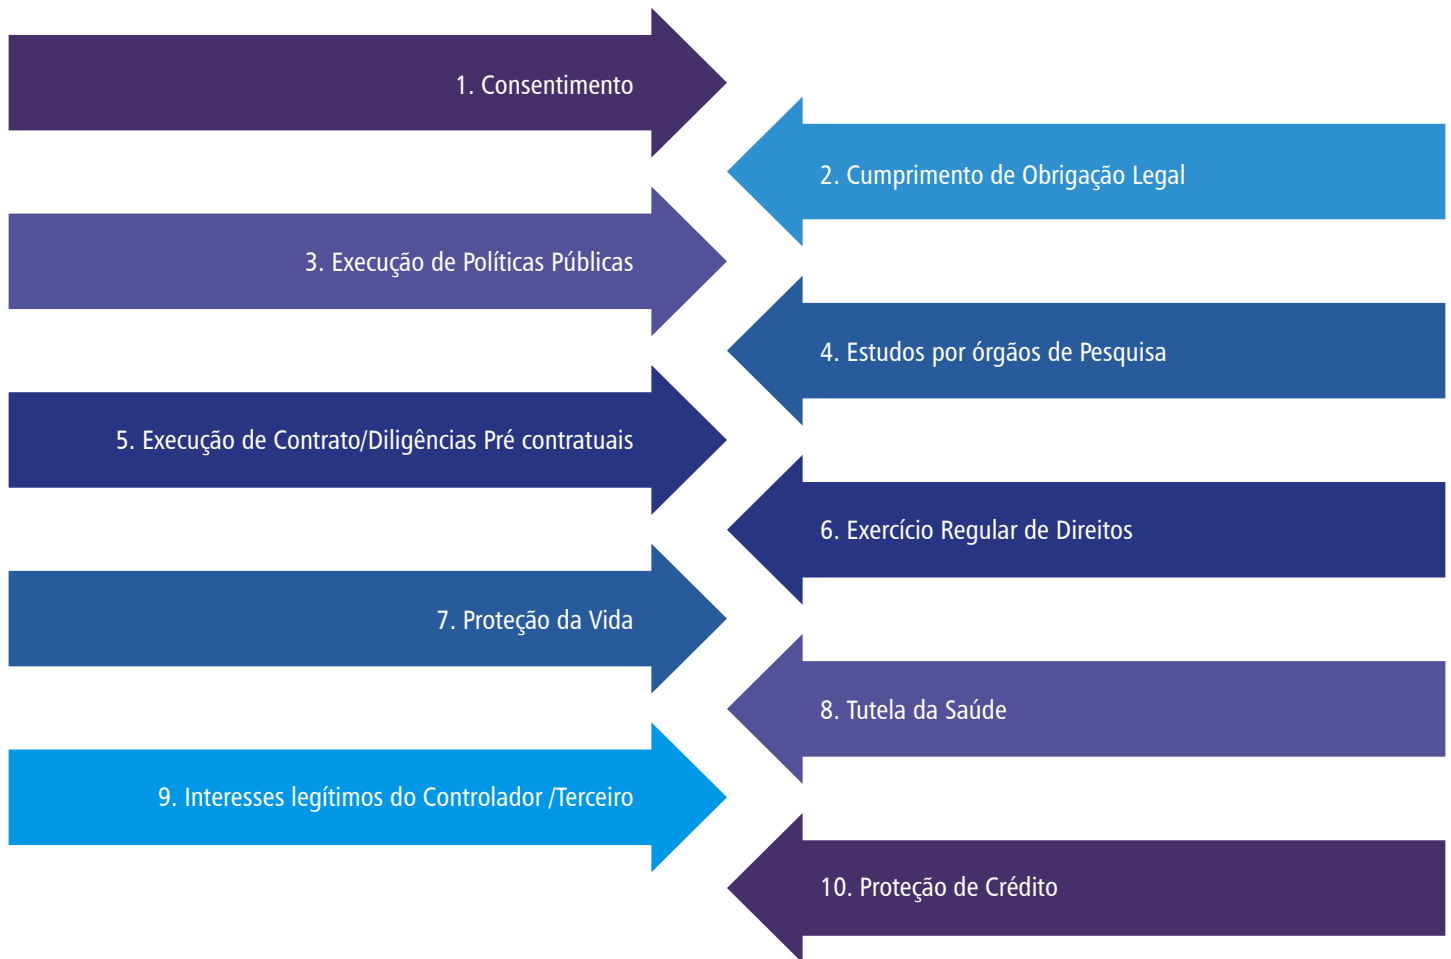 1. Consentimento
2. Cumprimento de Obrigação Legal
3. Execução de Políticas Públicas
4. Estudos por órgãos de Pesquisa
5. Execução de Contrato/Diligências Pré contratuais
6. Exercício Regular de Direitos
7. Proteção da Vida
8. Tutela da Saúde
9. Interesses legítimos do Controlador /Terceiro
10. Proteção de Crédito